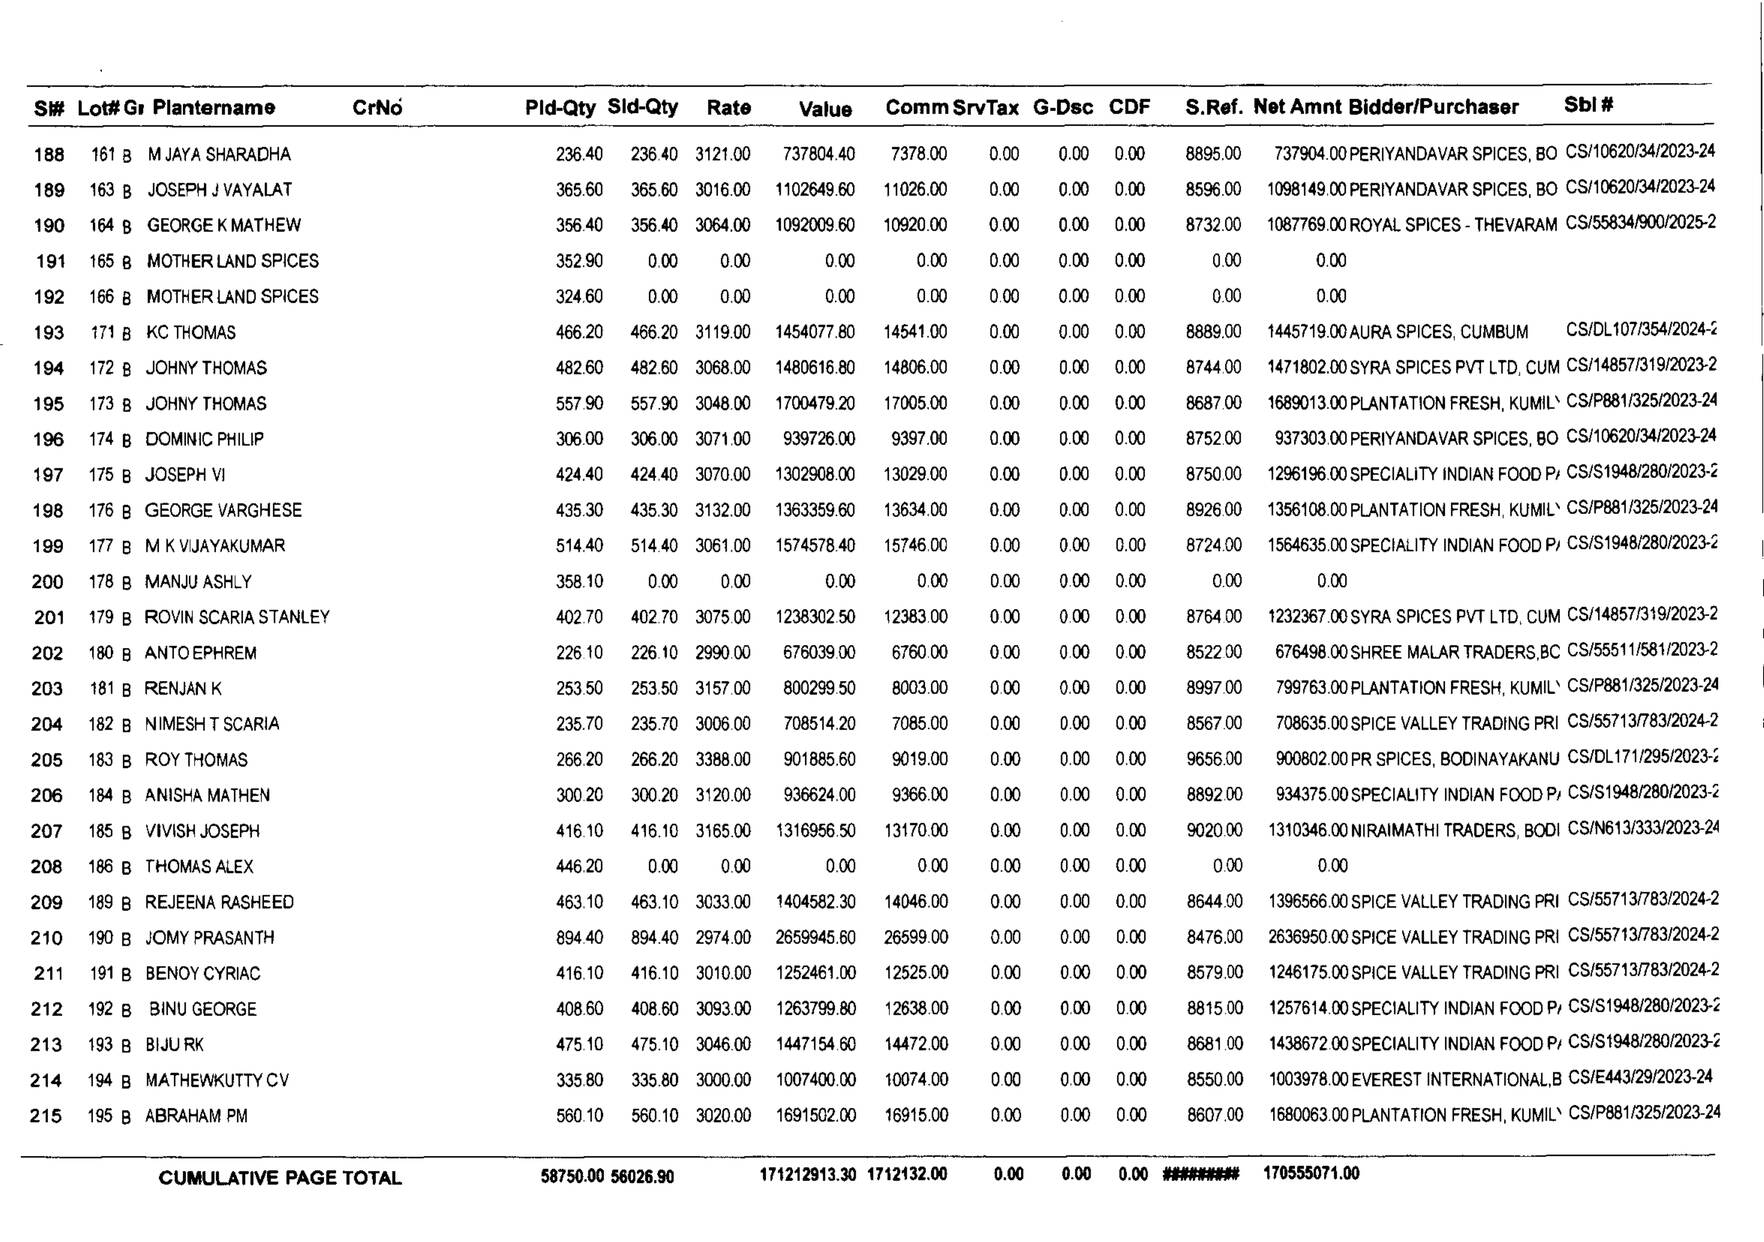 Sl# Lot# Gr Plantername CrNo Pld-Qty Sld-Qty Rate Value Comm SrvTax G-Dsc CDF S.Ref. Net Amnt Bidder/Purchaser Sbl #
188 161 B M JAYA SHARADHA 236.40 236.40 3121.00 737804.40 7378.00 0.00 0.00 0.00 8895.00 737904.00 PERIYANDAVAR SPICES, BO CS/10620/34/2023-24
189 163 B JOSEPH J VAYALAT 365.60 365.60 3016.00 1102649.60 11026.00 0.00 0.00 0.00 8596.00 1098149.00 PERIYANDAVAR SPICES, BO CS/10620/34/2023-24
190 164 B GEORGE K MATHEW 356.40 356.40 3064.00 1092009.60 10920.00 0.00 0.00 0.00 8732.00 1087769.00 ROYAL SPICES - THEVARAM CS/55834/900/2025-2
191 165 B MOTHER LAND SPICES 352.90 0.00 0.00 0.00 0.00 0.00 0.00 0.00 0.00 0.00
192 166 B MOTHER LAND SPICES 324.60 0.00 0.00 0.00 0.00 0.00 0.00 0.00 0.00 0.00
193 171 B KC THOMAS 466.20 466.20 3119.00 1454077.80 14541.00 0.00 0.00 0.00 8889.00 1445719.00 AURA SPICES, CUMBUM CS/DL107/354/2024-2
194 172 B JOHNY THOMAS 482.60 482.60 3068.00 1480616.80 14806.00 0.00 0.00 0.00 8744.00 1471802.00 SYRA SPICES PVT LTD, CUM CS/14857/319/2023-2
195 173 B JOHNY THOMAS 557.90 557.90 3048.00 1700479.20 17005.00 0.00 0.00 0.00 8687.00 1689013.00 PLANTATION FRESH, KUMIL CS/P881/325/2023-24
196 174 B DOMINIC PHILIP 306.00 306.00 3071.00 939726.00 9397.00 0.00 0.00 0.00 8752.00 937303.00 PERIYANDAVAR SPICES, BO CS/10620/34/2023-24
197 175 B JOSEPH VI 424.40 424.40 3070.00 1302908.00 13029.00 0.00 0.00 0.00 8750.00 1296196.00 SPECIALITY INDIAN FOOD P CS/S1948/280/2023-2
198 176 B GEORGE VARGHESE 435.30 435.30 3132.00 1363359.60 13634.00 0.00 0.00 0.00 8926.00 1356108.00 PLANTATION FRESH, KUMIL CS/P881/325/2023-24
199 177 B M K VIJAYAKUMAR 514.40 514.40 3061.00 1574578.40 15746.00 0.00 0.00 0.00 8724.00 1564635.00 SPECIALITY INDIAN FOOD P CS/S1948/280/2023-2
200 178 B MANJU ASHLY 358.10 0.00 0.00 0.00 0.00 0.00 0.00 0.00 0.00 0.00
201 179 B ROVIN SCARIA STANLEY 402.70 402.70 3075.00 1238302.50 12383.00 0.00 0.00 0.00 8764.00 1232367.00 SYRA SPICES PVT LTD, CUM CS/14857/319/2023-2
202 180 B ANTO EPHREM 226.10 226.10 2990.00 676039.00 6760.00 0.00 0.00 0.00 8522.00 676498.00 SHREE MALAR TRADERS,BC CS/55511/581/2023-2
203 181 B RENJAN K 253.50 253.50 3157.00 800299.50 8003.00 0.00 0.00 0.00 8997.00 799763.00 PLANTATION FRESH, KUMIL CS/P881/325/2023-24
204 182 B NIMESH T SCARIA 235.70 235.70 3006.00 708514.20 7085.00 0.00 0.00 0.00 8567.00 708635.00 SPICE VALLEY TRADING PRI CS/55713/783/2024-2
205 183 B ROY THOMAS 266.20 266.20 3388.00 901885.60 9019.00 0.00 0.00 0.00 9656.00 900802.00 PR SPICES, BODINAYAKANU CS/DL171/295/2023-2
206 184 B ANISHA MATHEN 300.20 300.20 3120.00 936624.00 9366.00 0.00 0.00 0.00 8892.00 934375.00 SPECIALITY INDIAN FOOD P CS/S1948/280/2023-2
207 185 B VIVISH JOSEPH 416.10 416.10 3165.00 1316956.50 13170.00 0.00 0.00 0.00 9020.00 1310346.00 NIRAIMATHI TRADERS, BODI CS/N613/333/2023-24
208 186 B THOMAS ALEX 446.20 0.00 0.00 0.00 0.00 0.00 0.00 0.00 0.00 0.00
209 189 B REJEENA RASHEED 463.10 463.10 3033.00 1404582.30 14046.00 0.00 0.00 0.00 8644.00 1396566.00 SPICE VALLEY TRADING PRI CS/55713/783/2024-2
210 190 B JOMY PRASANTH 894.40 894.40 2974.00 2659945.60 26599.00 0.00 0.00 0.00 8476.00 2636950.00 SPICE VALLEY TRADING PRI CS/55713/783/2024-2
211 191 B BENOY CYRIAC 416.10 416.10 3010.00 1252461.00 12525.00 0.00 0.00 0.00 8579.00 1246175.00 SPICE VALLEY TRADING PRI CS/55713/783/2024-2
212 192 B BINU GEORGE 408.60 408.60 3093.00 1263799.80 12638.00 0.00 0.00 0.00 8815.00 1257614.00 SPECIALITY INDIAN FOOD P CS/S1948/280/2023-2
213 193 B BIJU RK 475.10 475.10 3046.00 1447154.60 14472.00 0.00 0.00 0.00 8681.00 1438672.00 SPECIALITY INDIAN FOOD P CS/S1948/280/2023-2
214 194 B MATHEWKUTTY CV 335.80 335.80 3000.00 1007400.00 10074.00 0.00 0.00 0.00 8550.00 1003978.00 EVEREST INTERNATIONAL,B CS/E443/29/2023-24
215 195 B ABRAHAM PM 560.10 560.10 3020.00 1691502.00 16915.00 0.00 0.00 0.00 8607.00 1680063.00 PLANTATION FRESH, KUMIL CS/P881/325/2023-24
CUMULATIVE PAGE TOTAL 58750.00 56026.90 171212913.30 1712132.00 0.00 0.00 0.00 ######### 170555071.00